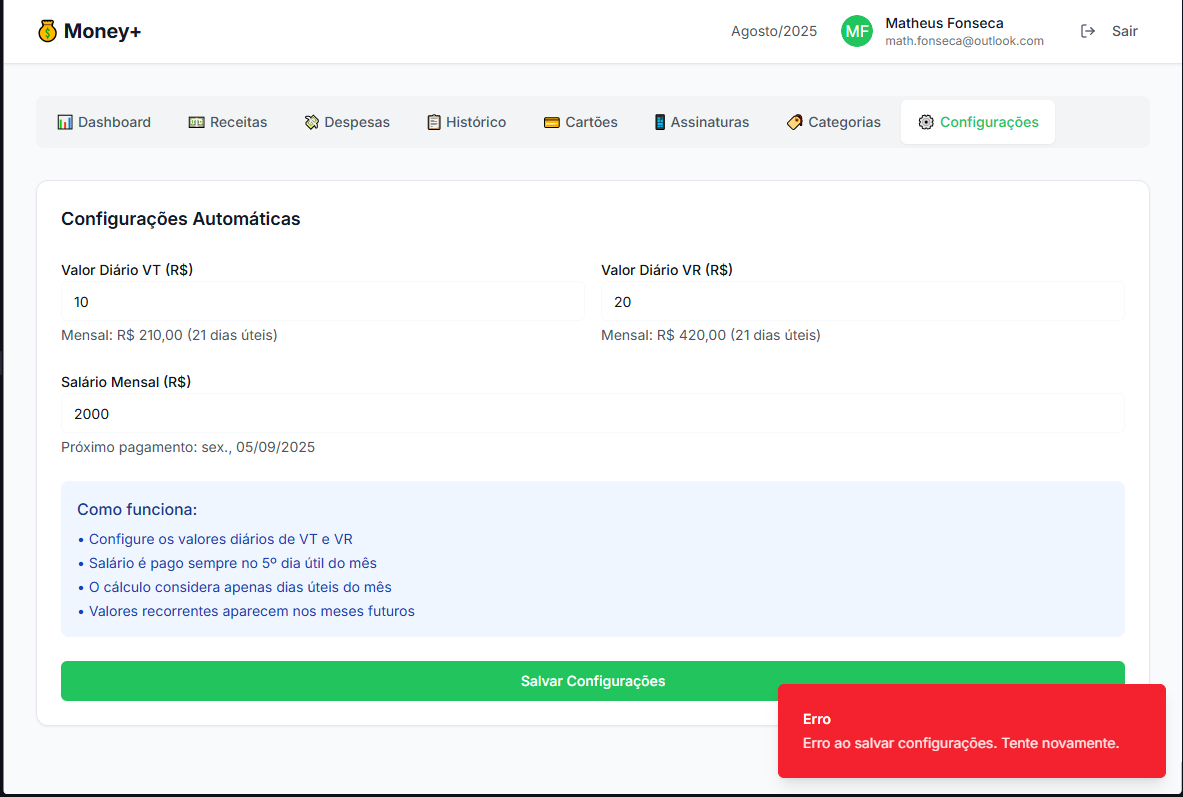 Money+
Agosto/2025
MF
Matheus Fonseca
math.fonseca@outlook.com
Sair
Dashboard
Receitas
Despesas
Histórico
Cartões
Assinaturas
Categorias
Configurações
Configurações Automáticas
Valor Diário VT (R$)
10
Mensal: R$ 210,00 (21 dias úteis)
Valor Diário VR (R$)
20
Mensal: R$ 420,00 (21 dias úteis)
Salário Mensal (R$)
2000
Próximo pagamento: sex., 05/09/2025
Como funciona:
• Configure os valores diários de VT e VR
• Salário é pago sempre no 5º dia útil do mês
• O cálculo considera apenas dias úteis do mês
• Valores recorrentes aparecem nos meses futuros
Salvar Configurações
Erro
Erro ao salvar configurações. Tente novamente.